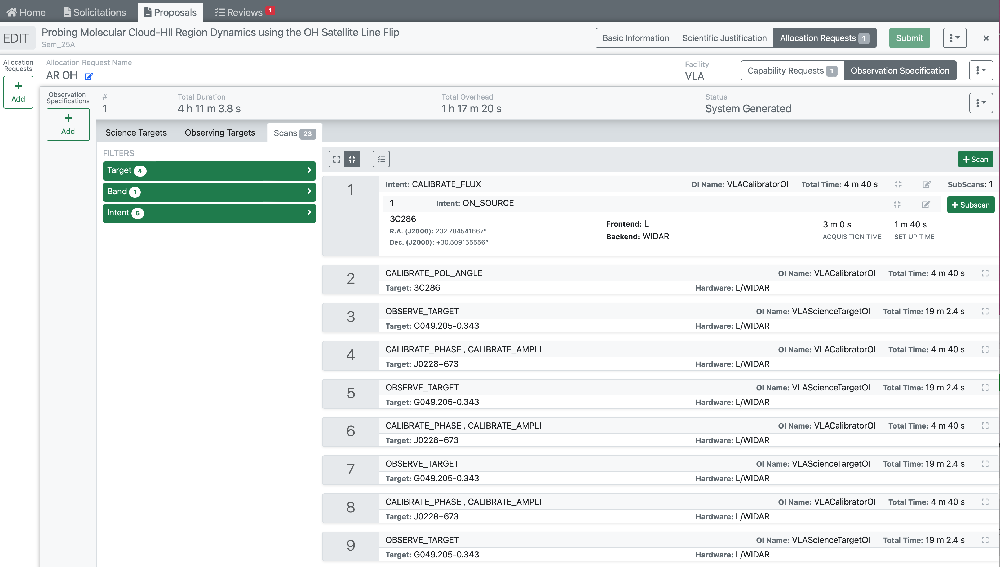 Home Solicitations Proposals Reviews 1
EDIT Probing Molecular Cloud-HII Region Dynamics using the OH Satellite Line Flip
Sem_25A
Basic Information Scientific Justification Allocation Requests 1 Submit
Allocation Requests
Add
Allocation Request Name
AR OH
Facility
VLA
Capability Requests 1 Observation Specification
Observation Specifications
Add
#
1
Total Duration
4 h 11 m 3.8 s
Total Overhead
1 h 17 m 20 s
Status
System Generated
Science Targets Observing Targets Scans 23
FILTERS
Target 4
Band 1
Intent 6
+ Scan
1 Intent: CALIBRATE_FLUX OI Name: VLACalibratorOI Total Time: 4 m 40 s SubScans: 1
1 Intent: ON_SOURCE + Subscan
3C286
R.A. (J2000): 202.784541667°
Dec. (J2000): +30.509155556°
Frontend: L
Backend: WIDAR
3 m 0 s
ACQUISITION TIME
1 m 40 s
SET UP TIME
2 CALIBRATE_POL_ANGLE OI Name: VLACalibratorOI Total Time: 4 m 40 s
Target: 3C286 Hardware: L/WIDAR
3 OBSERVE_TARGET OI Name: VLAScienceTargetOI Total Time: 19 m 2.4 s
Target: G049.205-0.343 Hardware: L/WIDAR
4 CALIBRATE_PHASE , CALIBRATE_AMPLI OI Name: VLACalibratorOI Total Time: 4 m 40 s
Target: J0228+673 Hardware: L/WIDAR
5 OBSERVE_TARGET OI Name: VLAScienceTargetOI Total Time: 19 m 2.4 s
Target: G049.205-0.343 Hardware: L/WIDAR
6 CALIBRATE_PHASE , CALIBRATE_AMPLI OI Name: VLACalibratorOI Total Time: 4 m 40 s
Target: J0228+673 Hardware: L/WIDAR
7 OBSERVE_TARGET OI Name: VLAScienceTargetOI Total Time: 19 m 2.4 s
Target: G049.205-0.343 Hardware: L/WIDAR
8 CALIBRATE_PHASE , CALIBRATE_AMPLI OI Name: VLACalibratorOI Total Time: 4 m 40 s
Target: J0228+673 Hardware: L/WIDAR
9 OBSERVE_TARGET OI Name: VLAScienceTargetOI Total Time: 19 m 2.4 s
Target: G049.205-0.343 Hardware: L/WIDAR